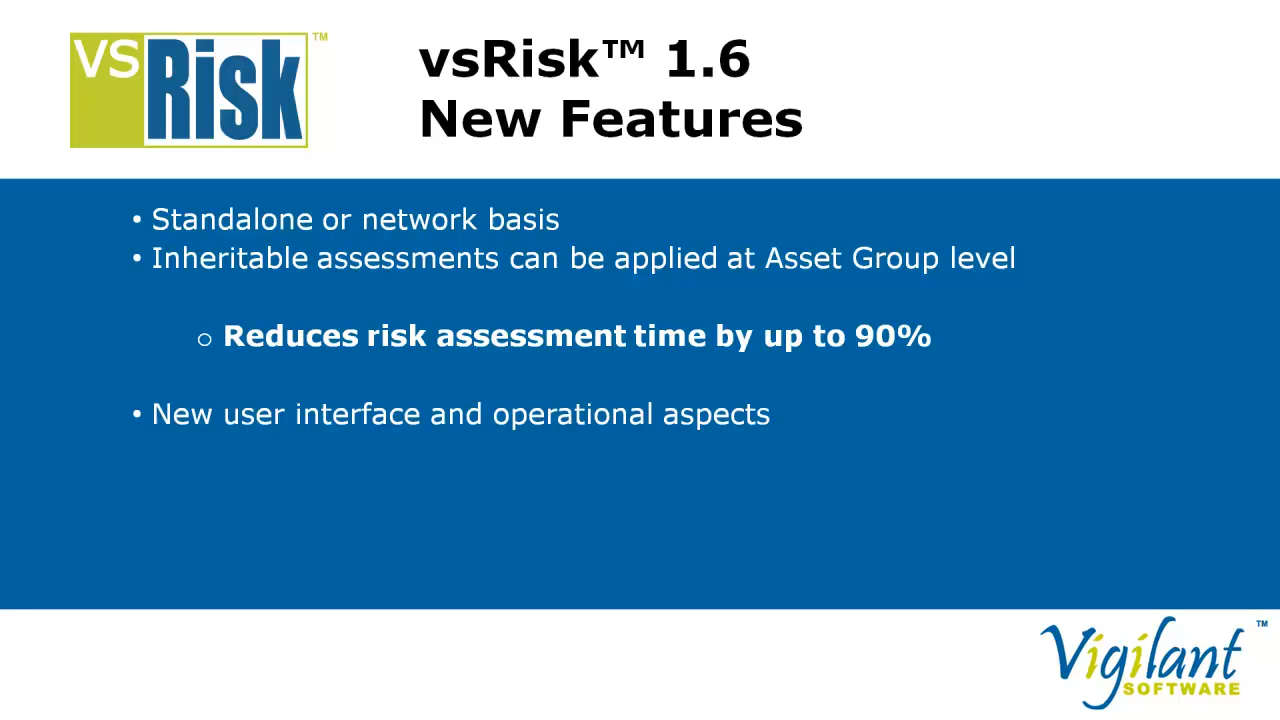 VS Risk™
vsRisk™ 1.6
New Features
• Standalone or network basis
• Inheritable assessments can be applied at Asset Group level
o Reduces risk assessment time by up to 90%
• New user interface and operational aspects
Vigilant™
SOFTWARE